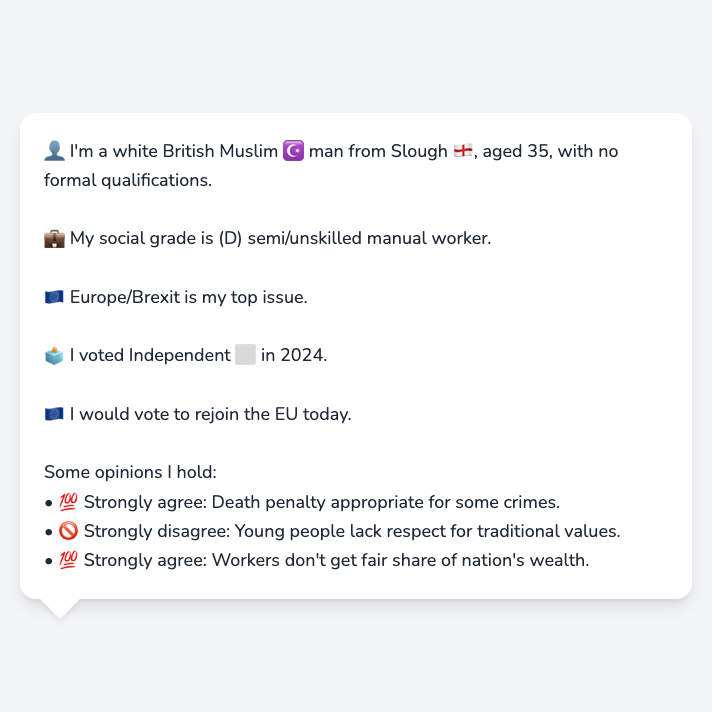 👤 I'm a white British Muslim ☪️ man from Slough 🏴󠁧󠁢󠁥󠁮󠁧󠁿, aged 35, with no
formal qualifications.
💼 My social grade is (D) semi/unskilled manual worker.
🇪🇺 Europe/Brexit is my top issue.
🗳️ I voted Independent ⬜ in 2024.
🇪🇺 I would vote to rejoin the EU today.
Some opinions I hold:
• 💯 Strongly agree: Death penalty appropriate for some crimes.
• 🚫 Strongly disagree: Young people lack respect for traditional values.
• 💯 Strongly agree: Workers don't get fair share of nation's wealth.